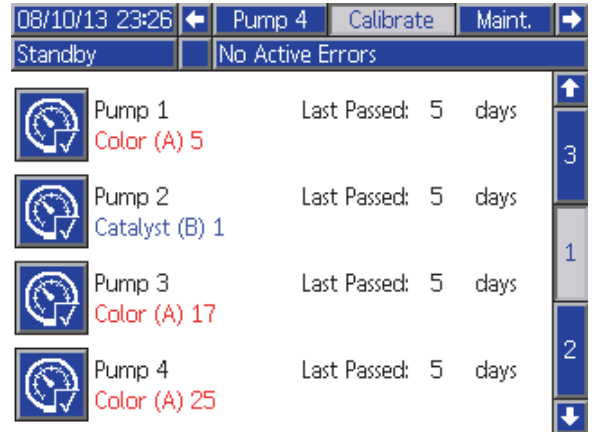 08/10/13 23:26 Pump 4 Calibrate Maint.
Standby No Active Errors
Pump 1 Last Passed: 5 days
Color (A) 5
3
Pump 2 Last Passed: 5 days
Catalyst (B) 1
1
Pump 3 Last Passed: 5 days
Color (A) 17
2
Pump 4 Last Passed: 5 days
Color (A) 25